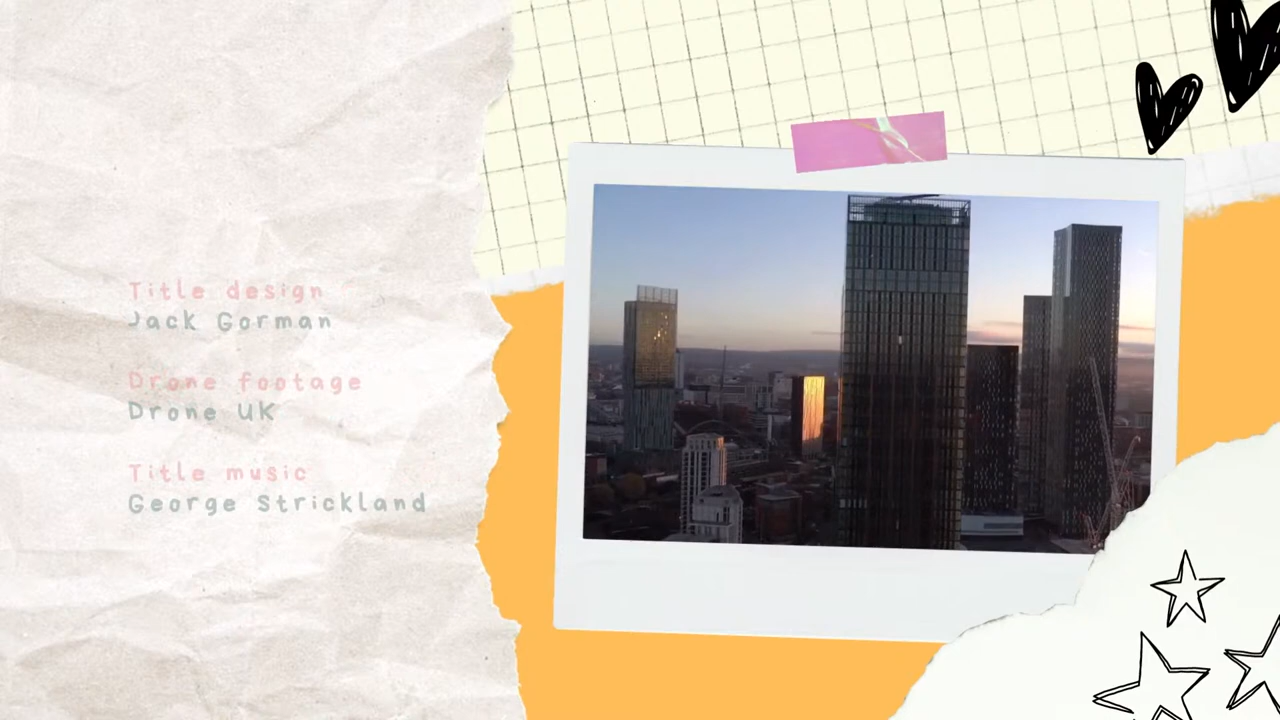 Title design
Jack Gorman
Drone footage
Drone UK
Title music
George Strickland